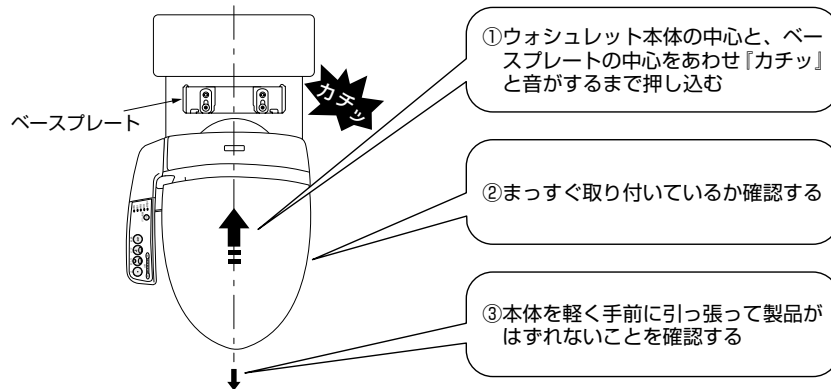 ベースプレート
カチッ
①ウォシュレット本体の中心と、ベー
スプレートの中心をあわせ『カチッ』
と音がするまで押し込む
②まっすぐ取り付いているか確認する
③本体を軽く手前に引っ張って製品が
はずれないことを確認する